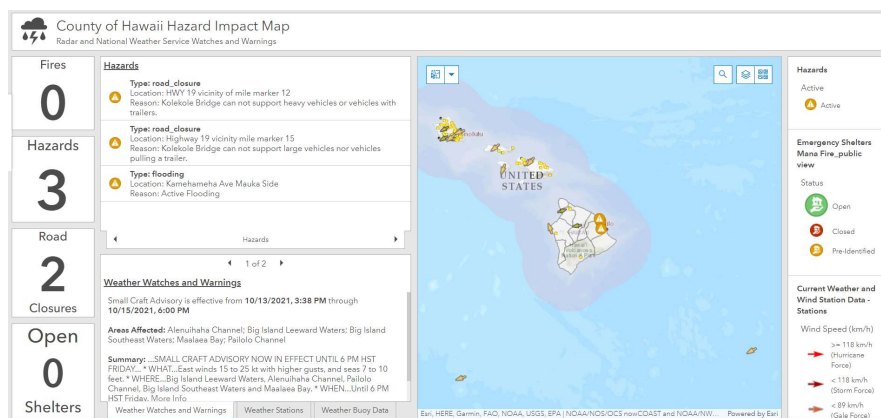 County of Hawaii Hazard Impact Map
Radar and National Weather Service Watches and Warnings
Fires
0
Hazards
3
Road
2
Closures
Open
0
Shelters
Hazards
Type: road_closure
Location: HWY 19 vicinity of mile marker 12
Reason: Kolekole Bridge can not support heavy vehicles or vehicles with
trailers.
Type: road_closure
Location: Highway 19 vicinity mile marker 15
Reason: Kolekole Bridge can not support large vehicles nor vehicles
pulling a trailer.
Type: flooding
Location: Kamehameha Ave Mauka Side
Reason: Active Flooding
Hazards
1 of 2
Weather Watches and Warnings
Small Craft Advisory is effective from 10/13/2021, 3:38 PM through
10/15/2021, 6:00 PM
Areas Affected: Alenuihaha Channel; Big Island Leeward Waters; Big Island
Southeast Waters; Maalaea Bay; Pailolo Channel
Summary: ...SMALL CRAFT ADVISORY NOW IN EFFECT UNTIL 6 PM HST
FRIDAY... * WHAT...East winds 15 to 25 kt with higher gusts, and seas 7 to 10
feet. * WHERE...Big Island Leeward Waters, Alenuihaha Channel, Pailolo
Channel, Big Island Southeast Waters and Maalaea Bay. * WHEN...Until 6 PM
HST Friday. More Info
Weather Watches and Warnings
Weather Stations
Weather Buoy Data
UNITED
STATES
Esri, HERE, Garmin, FAO, NOAA, USGS, EPA | NOAA/NOS/OCS nowCOAST and NOAA/NW...
Powered by Esri
Hazards
Active
Active
Emergency Shelters
Mana Fire_public
view
Status
Open
Closed
Pre-Identified
Current Weather and
Wind Station Data -
Stations
Wind Speed (km/h)
>= 118 km/h
(Hurricane
Force)
< 118 km/h
(Storm Force)
< 89 km/h
(Gale Force)